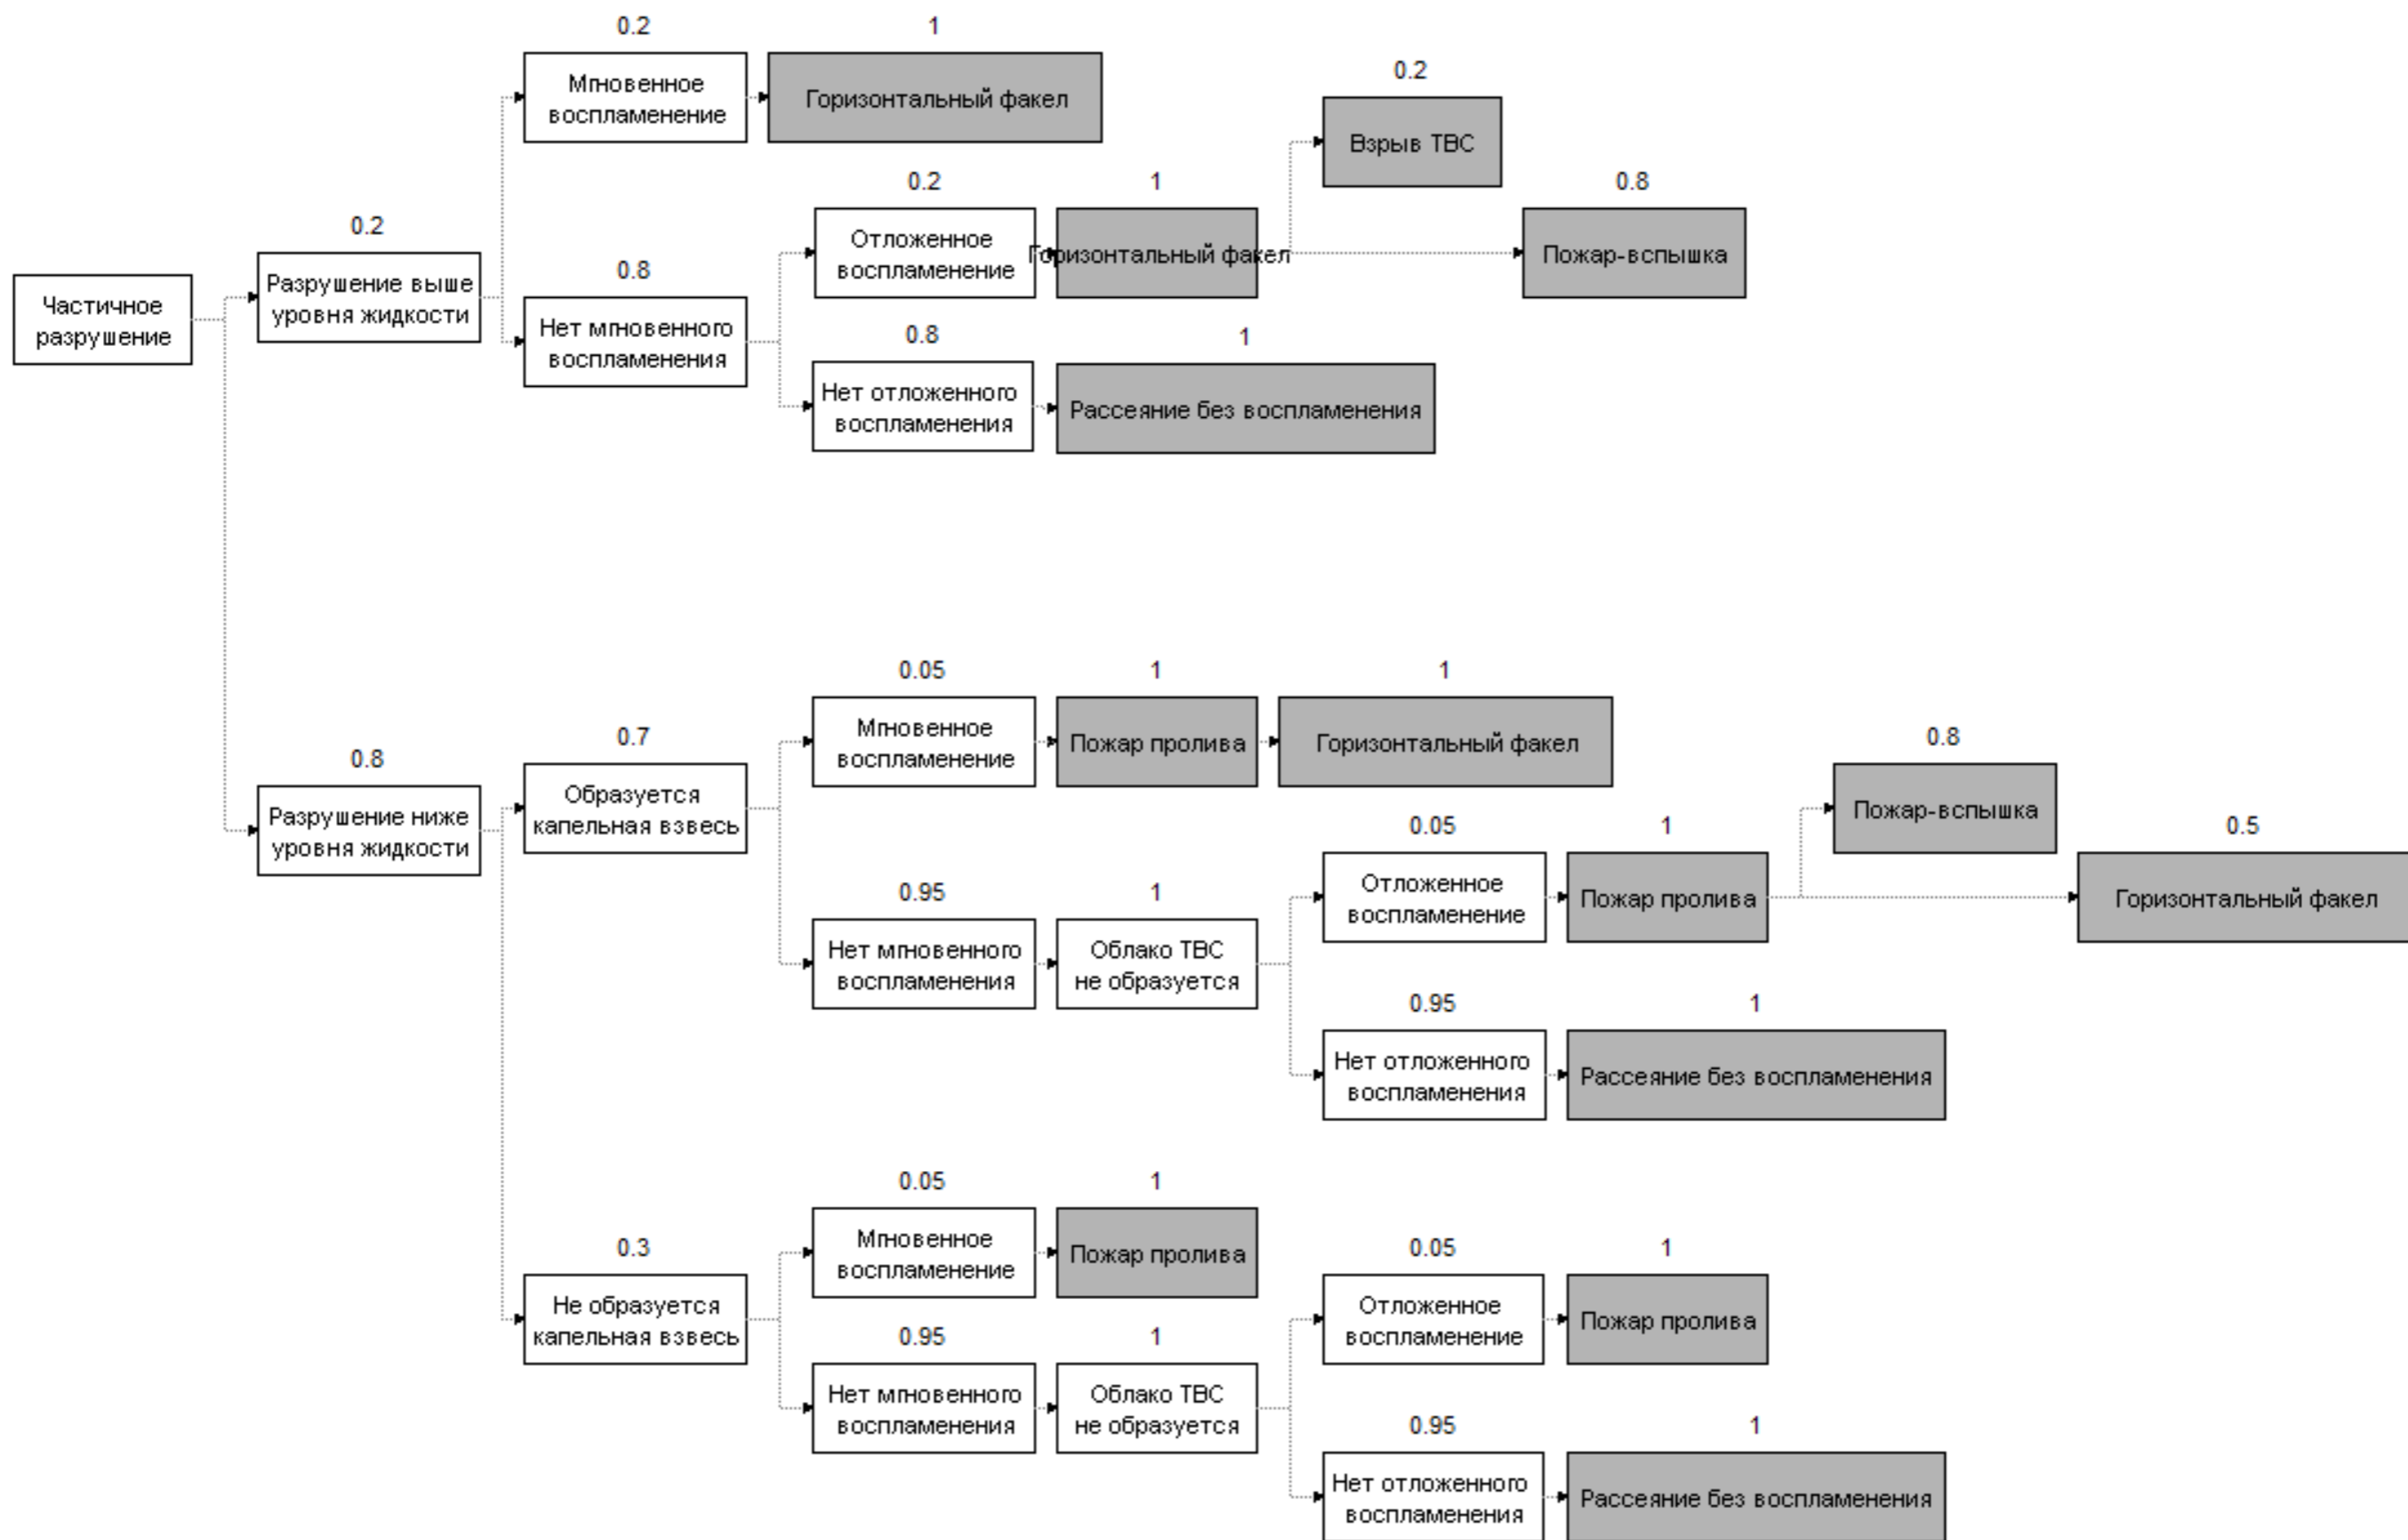 0.2
1
Мгновенное
воспламенение
Горизонтальный факел
0.2
Взрыв ТВС
0.2
1
0.8
Отложенное
воспламенение
Горизонтальный факел
Пожар-вспышка
0.2
Разрушение выше
уровня жидкости
0.8
Нет мгновенного
воспламенения
Частичное
разрушение
0.8
1
Нет отложенного
воспламенения
Рассеяние без воспламенения
0.05
1
1
Мгновенное
воспламенение
Пожар пролива
Горизонтальный факел
0.8
Разрушение ниже
уровня жидкости
0.7
Образуется
капельная взвесь
0.8
Пожар-вспышка
0.05
1
0.5
Отложенное
воспламенение
Пожар пролива
Горизонтальный факел
0.95
1
Нет мгновенного
воспламенения
Облако ТВС
не образуется
0.95
1
Нет отложенного
воспламенения
Рассеяние без воспламенения
0.05
1
Мгновенное
воспламенение
Пожар пролива
0.3
Не образуется
капельная взвесь
0.05
1
Отложенное
воспламенение
Пожар пролива
0.95
1
Нет мгновенного
воспламенения
Облако ТВС
не образуется
0.95
1
Нет отложенного
воспламенения
Рассеяние без воспламенения